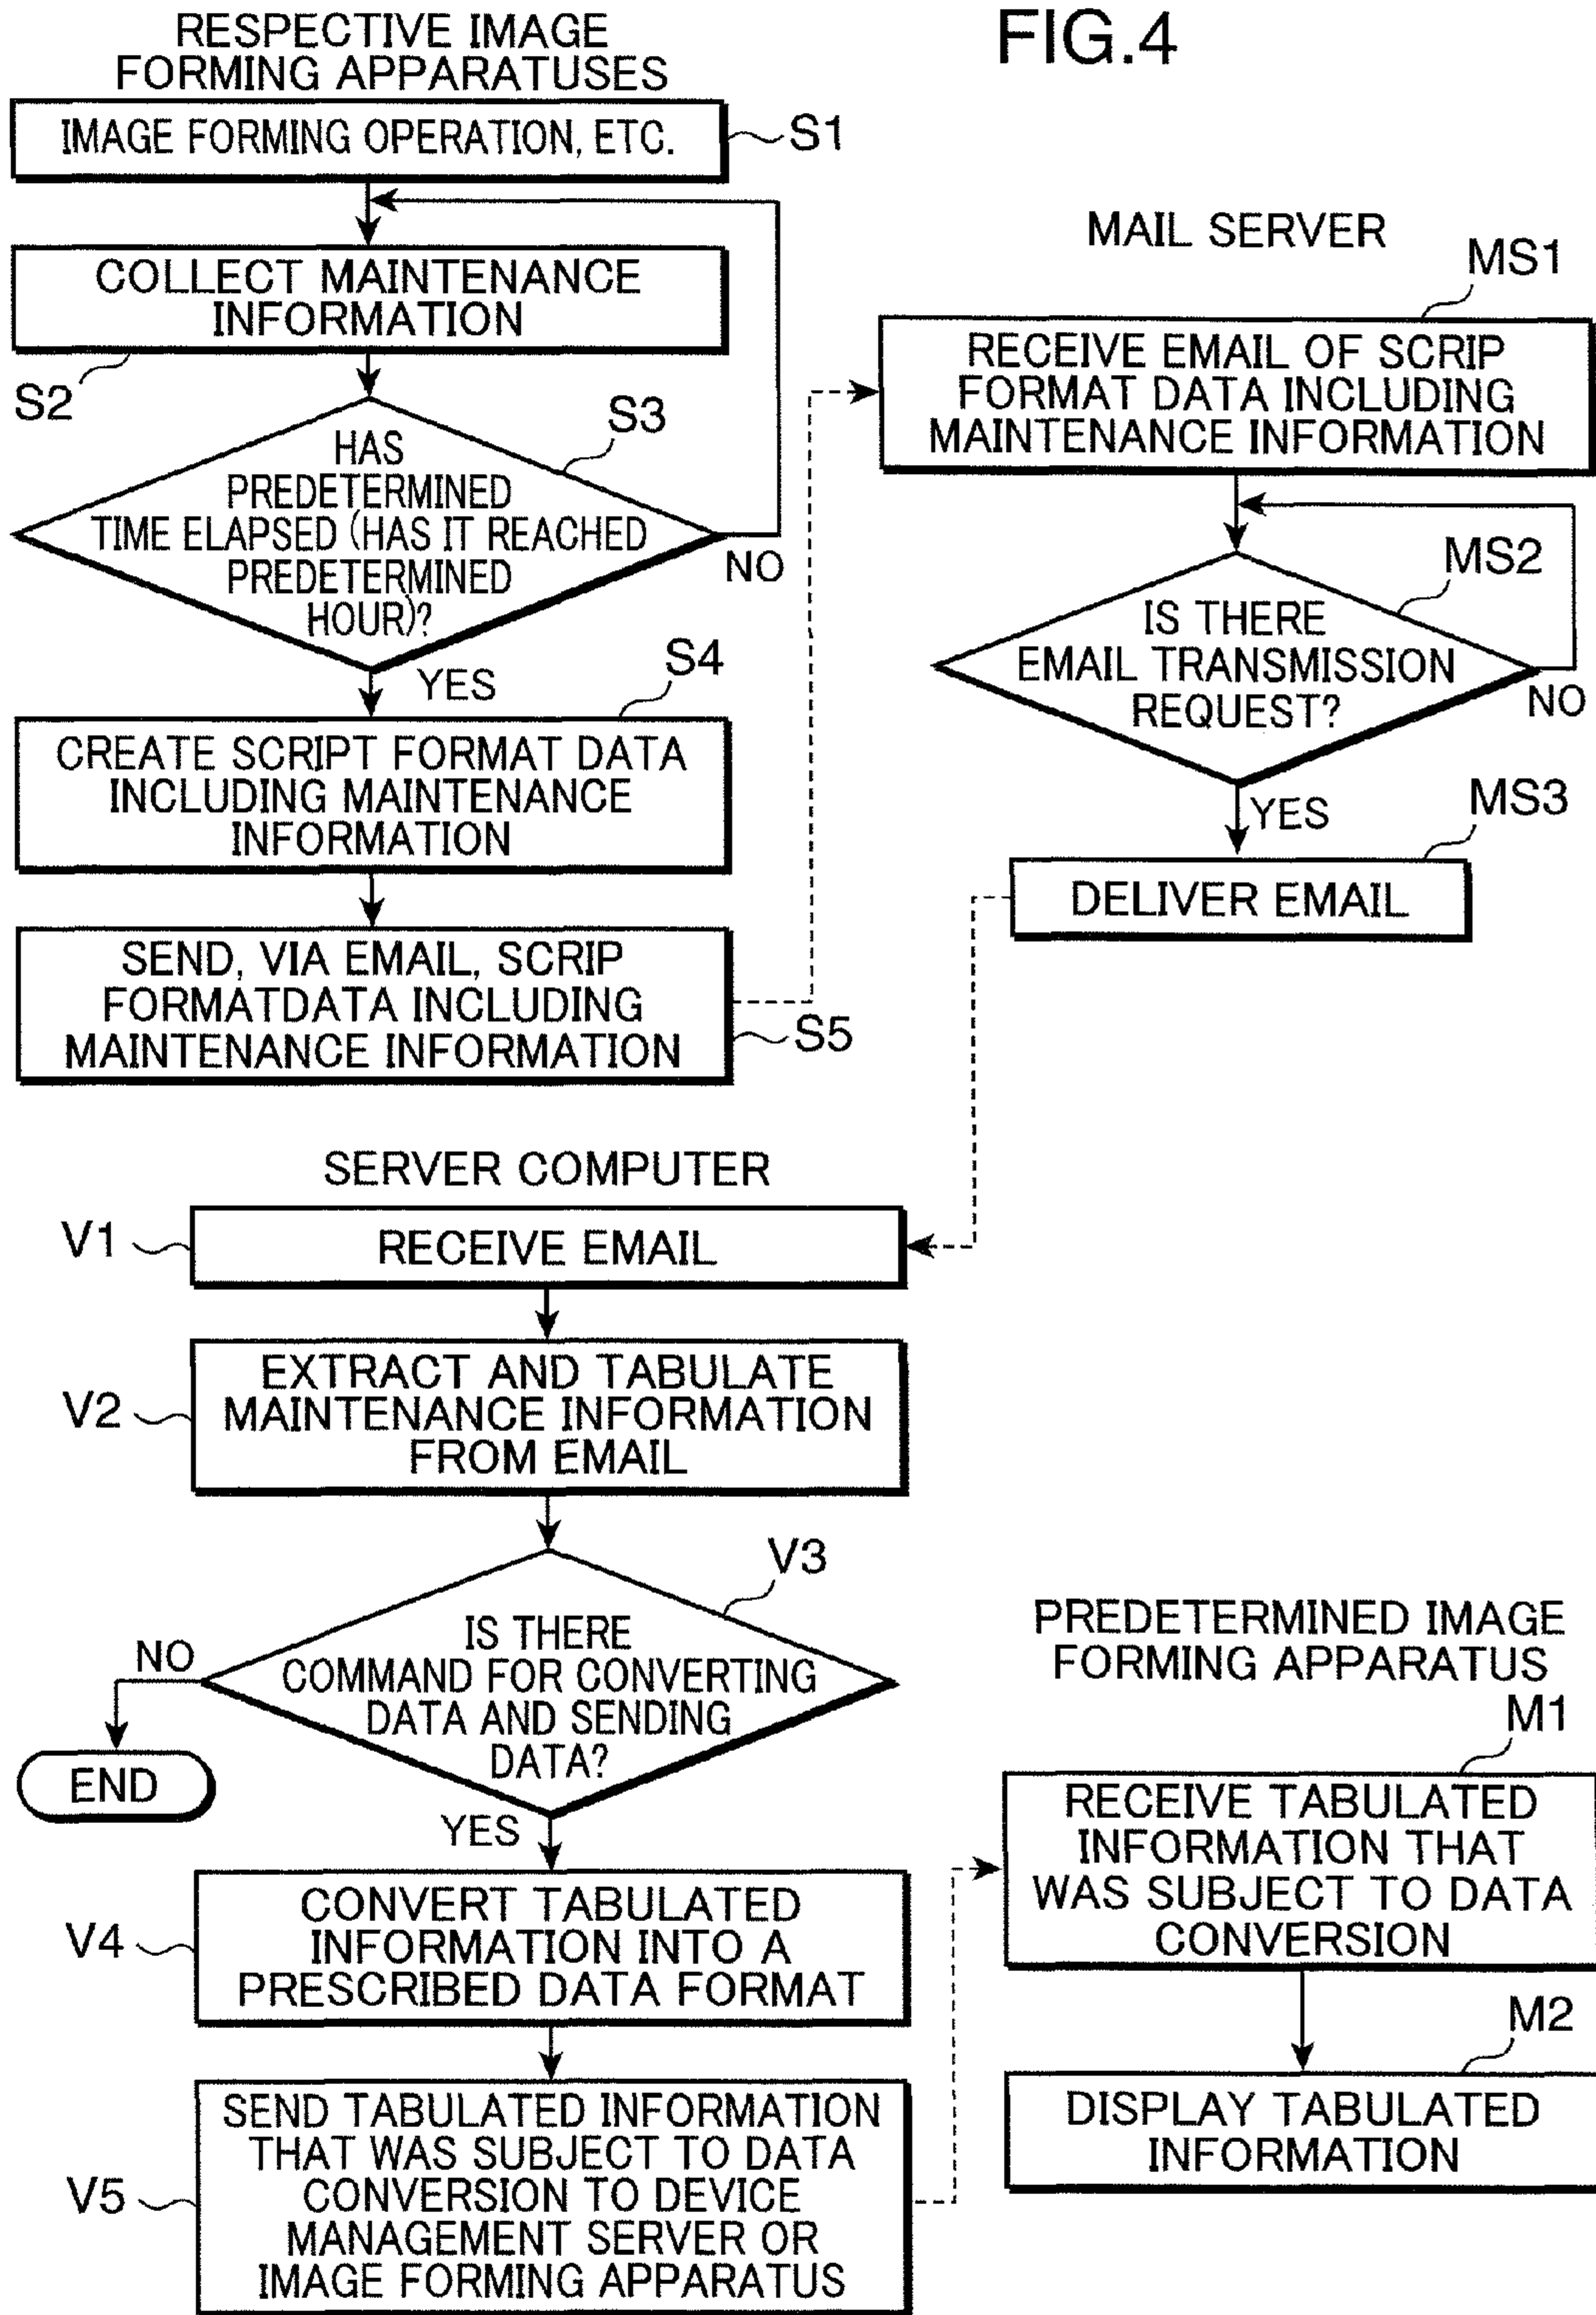 FIG.4
RESPECTIVE IMAGE
FORMING APPARATUSES
IMAGE FORMING OPERATION, ETC.
S1
COLLECT MAINTENANCE
INFORMATION
S2
S3
HAS
PREDETERMINED
TIME ELAPSED (HAS IT REACHED
PREDETERMINED
HOUR)?
NO
YES
S4
CREATE SCRIPT FORMAT DATA
INCLUDING MAINTENANCE
INFORMATION
SEND, VIA EMAIL, SCRIP
FORMATDATA INCLUDING
MAINTENANCE INFORMATION
S5
MAIL SERVER
MS1
RECEIVE EMAIL OF SCRIP
FORMAT DATA INCLUDING
MAINTENANCE INFORMATION
MS2
IS THERE
EMAIL TRANSMISSION
REQUEST?
NO
YES
MS3
DELIVER EMAIL
SERVER COMPUTER
V1
RECEIVE EMAIL
V2
EXTRACT AND TABULATE
MAINTENANCE INFORMATION
FROM EMAIL
V3
IS THERE
COMMAND FOR CONVERTING
DATA AND SENDING
DATA?
NO
END
YES
V4
CONVERT TABULATED
INFORMATION INTO A
PRESCRIBED DATA FORMAT
V5
SEND TABULATED INFORMATION
THAT WAS SUBJECT TO DATA
CONVERSION TO DEVICE
MANAGEMENT SERVER OR
IMAGE FORMING APPARATUS
PREDETERMINED IMAGE
FORMING APPARATUS
M1
RECEIVE TABULATED
INFORMATION THAT
WAS SUBJECT TO DATA
CONVERSION
M2
DISPLAY TABULATED
INFORMATION